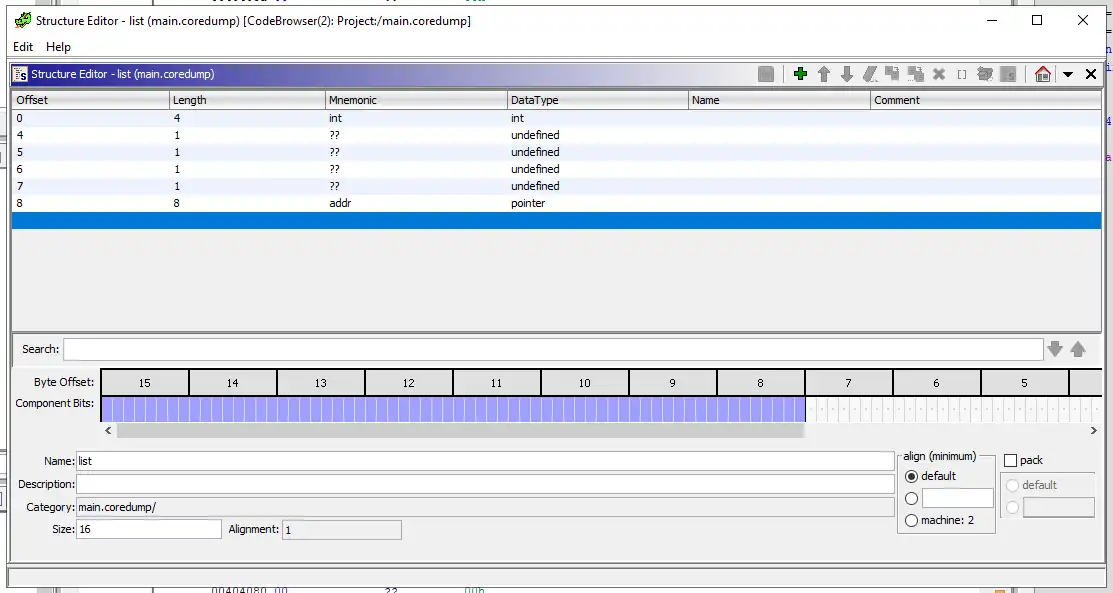 Structure Editor - list (main.coredump) [CodeBrowser(2): Project:/main.coredump]
Edit Help
Structure Editor - list (main.coredump)
Offset Length Mnemonic DataType Name Comment
0 4 int int
4 1 ?? undefined
5 1 ?? undefined
6 1 ?? undefined
7 1 ?? undefined
8 8 addr pointer
Search:
Byte Offset: 15 14 13 12 11 10 9 8 7 6 5
Component Bits:
Name: list
Description:
Category: main.coredump/
Size: 16 Alignment: 1
align (minimum)
default
machine: 2
pack
default